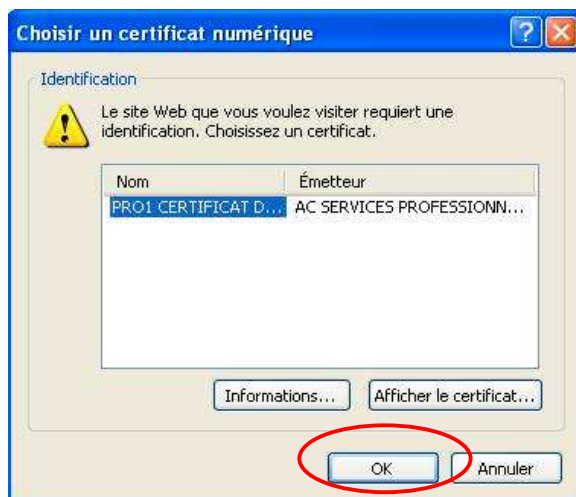 Choisir un certificat numérique
Identification
Le site Web que vous voulez visiter requiert une
identification. Choisissez un certificat.
Nom Émetteur
PRO1 CERTIFICAT D... AC SERVICES PROFESSIONN...
Informations... Afficher le certificat...
OK Annuler